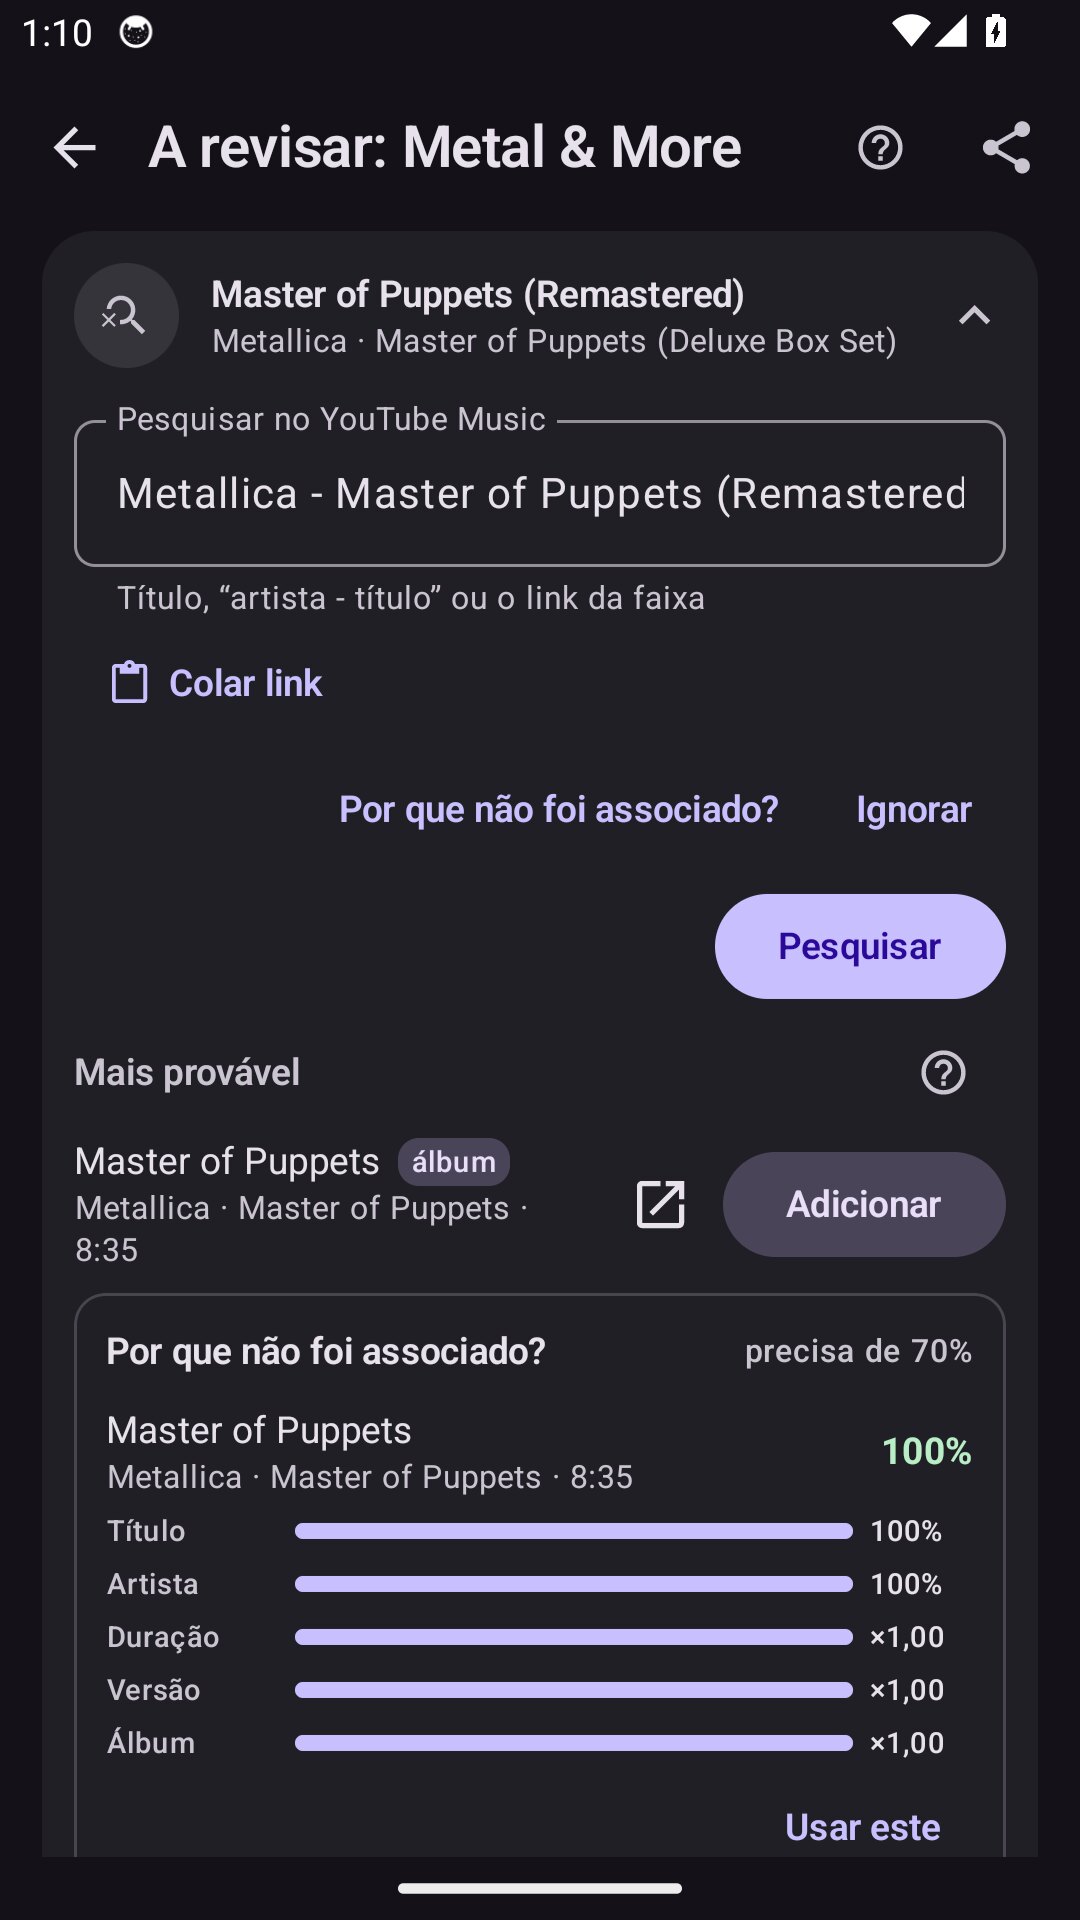 1:10
A revisar: Metal & More
Master of Puppets (Remastered)
Metallica · Master of Puppets (Deluxe Box Set)
Pesquisar no YouTube Music
Metallica - Master of Puppets (Remastered
Título, “artista - título” ou o link da faixa
Colar link
Por que não foi associado?
Ignorar
Pesquisar
Mais provável
Master of Puppets álbum
Metallica · Master of Puppets ·
8:35
Adicionar
Por que não foi associado? precisa de 70%
Master of Puppets
100%
Metallica · Master of Puppets · 8:35
Título 100%
Artista 100%
Duração ×1,00
Versão ×1,00
Álbum ×1,00
Usar este